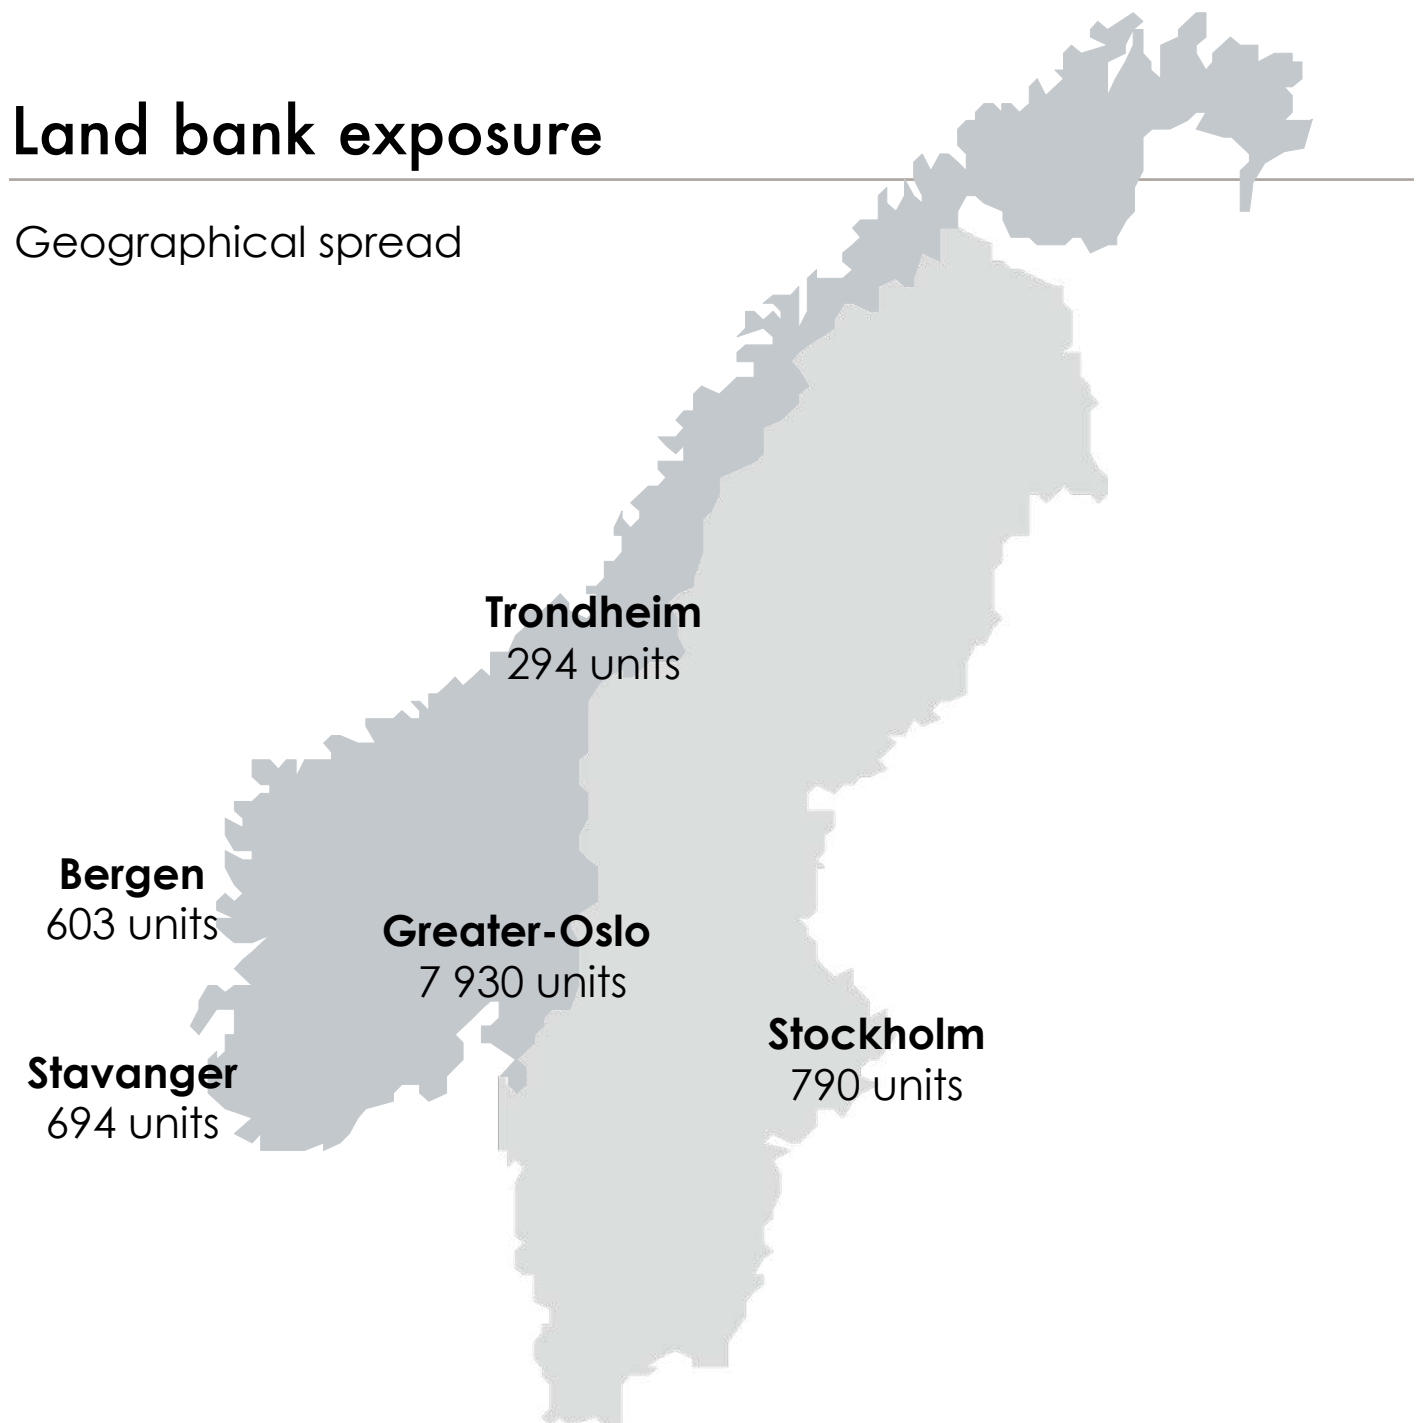 Land bank exposure
Geographical spread
Trondheim
294 units
Bergen
603 units
Greater-Oslo
7 930 units
Stockholm
790 units
Stavanger
694 units